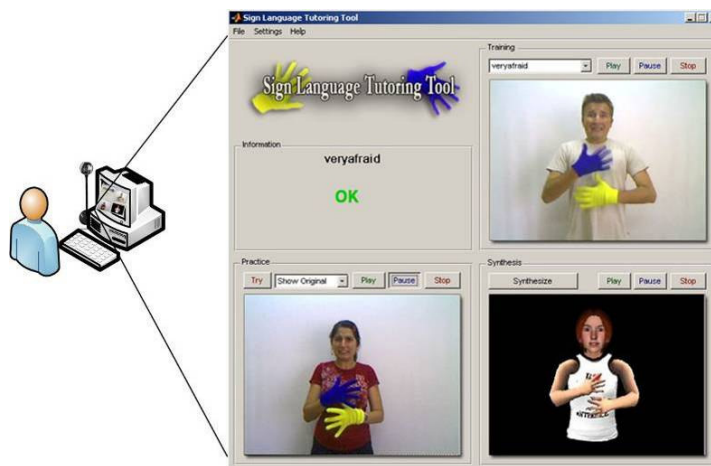 Sign Language Tutoring Tool
File Settings Help
Sign Language Tutoring Tool
Training
veryafraid Play Pause Stop
Information
veryafraid
OK
Practice
Try Show Original Play Pause Stop
Synthesis
Synthesize Play Pause Stop